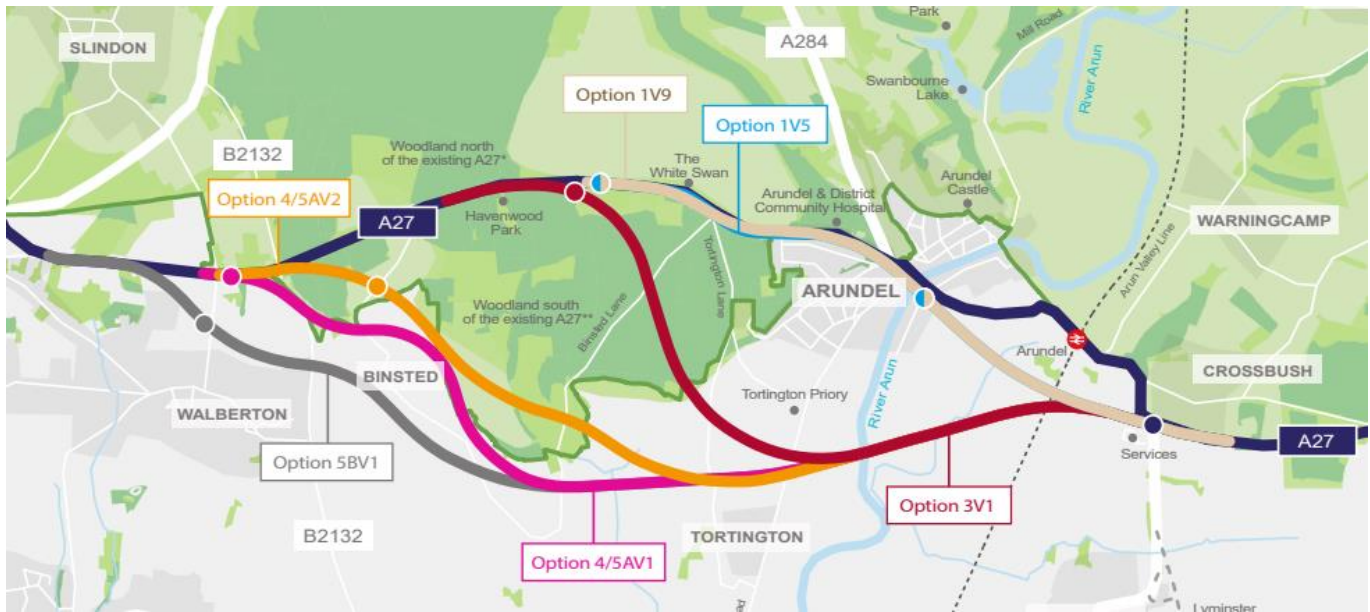 Park
Mill Road
SLINDON
A284
River Arun
Swanbourne
Lake
Option 1V9
Option 1V5
B2132
Woodland north
of the existing A27*
The
White Swan
Arundel & District
Community Hospital
Arundel
Castle
Option 4/5AV2
A27
Havenwood
Park
WARNINGCAMP
Tortington Lane
Arun Valley Line
Woodland south
of the existing A27**
Binsted Lane
ARUNDEL
Arundel
BINSTED
CROSSBUSH
WALBERTON
Tortington Priory
River Arun
A27
Services
Option 5BV1
Option 3V1
B2132
Option 4/5AV1
TORTINGTON
Lyminster